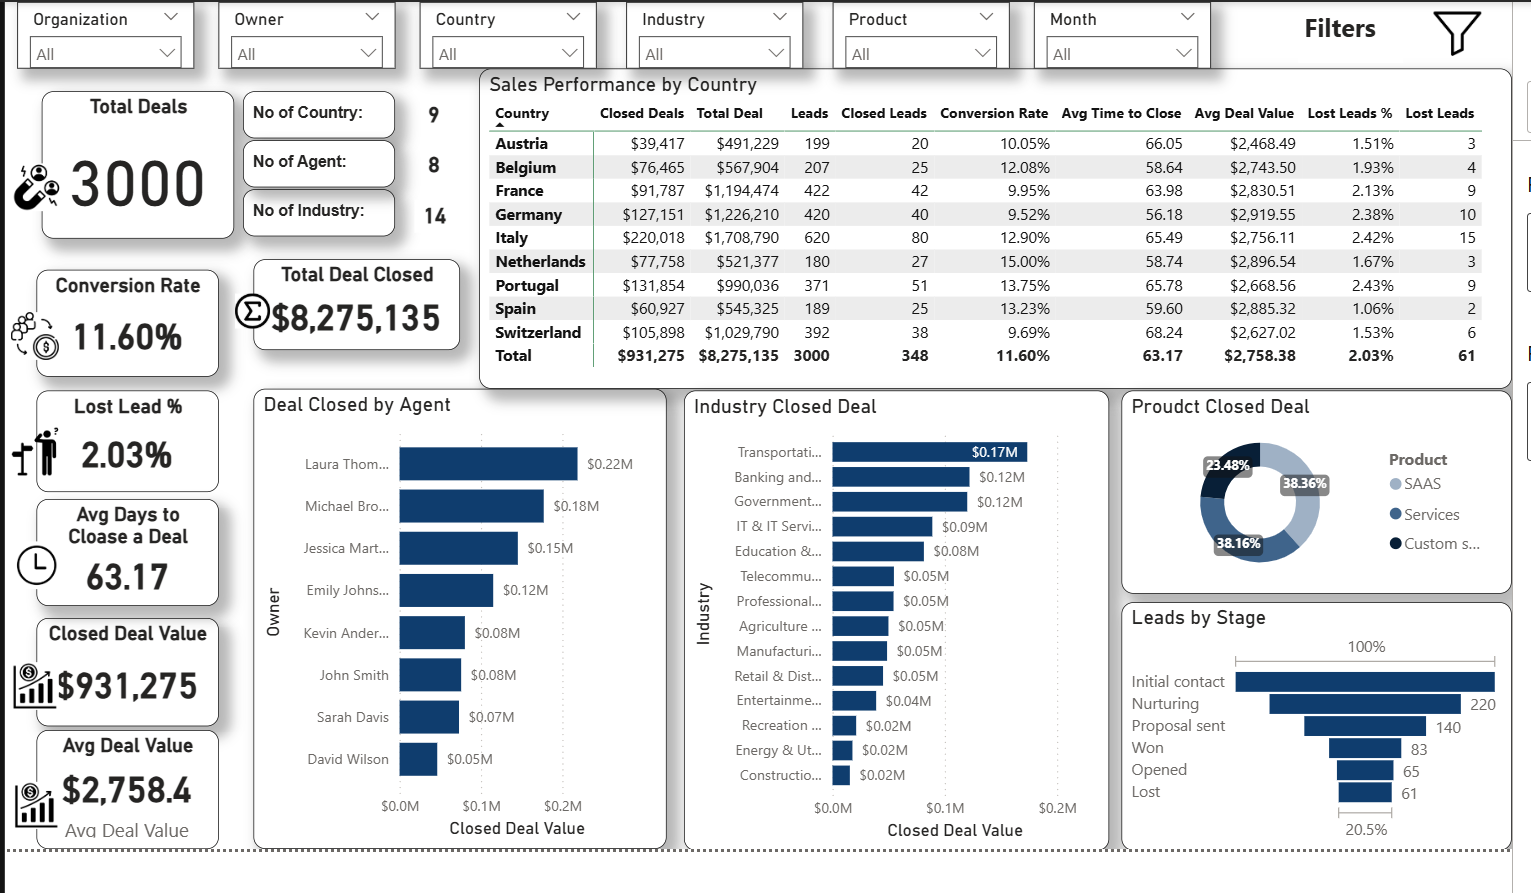 Organization
All
Owner
All
Country
All
Industry
All
Product
All
Month
All
Filters
Total Deals
3000
No of Country: 9
No of Agent: 8
No of Industry: 14
Sales Performance by Country
Country Closed Deals Total Deal Leads Closed Leads Conversion Rate Avg Time to Close Avg Deal Value Lost Leads % Lost Leads
Austria $39,417 $491,229 199 20 10.05% 66.05 $2,468.49 1.51% 3
Belgium $76,465 $567,904 207 25 12.08% 58.64 $2,743.50 1.93% 4
France $91,787 $1,194,474 422 42 9.95% 63.98 $2,830.51 2.13% 9
Germany $127,151 $1,226,210 420 40 9.52% 56.18 $2,919.55 2.38% 10
Italy $220,018 $1,708,790 620 80 12.90% 65.49 $2,756.11 2.42% 15
Netherlands $77,758 $521,377 180 27 15.00% 58.74 $2,896.54 1.67% 3
Portugal $131,854 $990,036 371 51 13.75% 65.78 $2,668.56 2.43% 9
Spain $60,927 $545,325 189 25 13.23% 59.60 $2,885.32 1.06% 2
Switzerland $105,898 $1,029,790 392 38 9.69% 68.24 $2,627.02 1.53% 6
Total $931,275 $8,275,135 3000 348 11.60% 63.17 $2,758.38 2.03% 61
Conversion Rate
11.60%
Total Deal Closed
$8,275,135
Lost Lead %
2.03%
Avg Days to
Cloase a Deal
63.17
Closed Deal Value
$931,275
Avg Deal Value
$2,758.4
Avg Deal Value
Deal Closed by Agent
Owner
Laura Thom... $0.22M
Michael Bro... $0.18M
Jessica Mart... $0.15M
Emily Johns... $0.12M
Kevin Ander... $0.08M
John Smith $0.08M
Sarah Davis $0.07M
David Wilson $0.05M
$0.0M $0.1M $0.2M
Closed Deal Value
Industry Closed Deal
Industry
Transportati... $0.17M
Banking and... $0.12M
Government... $0.12M
IT & IT Servi... $0.09M
Education &... $0.08M
Telecommu... $0.05M
Professional... $0.05M
Agriculture ... $0.05M
Manufacturi... $0.05M
Retail & Dist... $0.05M
Entertainme... $0.04M
Recreation ... $0.02M
Energy & Ut... $0.02M
Constructio... $0.02M
$0.0M $0.1M $0.2M
Closed Deal Value
Proudct Closed Deal
23.48%
38.36%
38.16%
Product
SAAS
Services
Custom s...
Leads by Stage
100%
Initial contact
Nurturing 220
Proposal sent 140
Won 83
Opened 65
Lost 61
20.5%